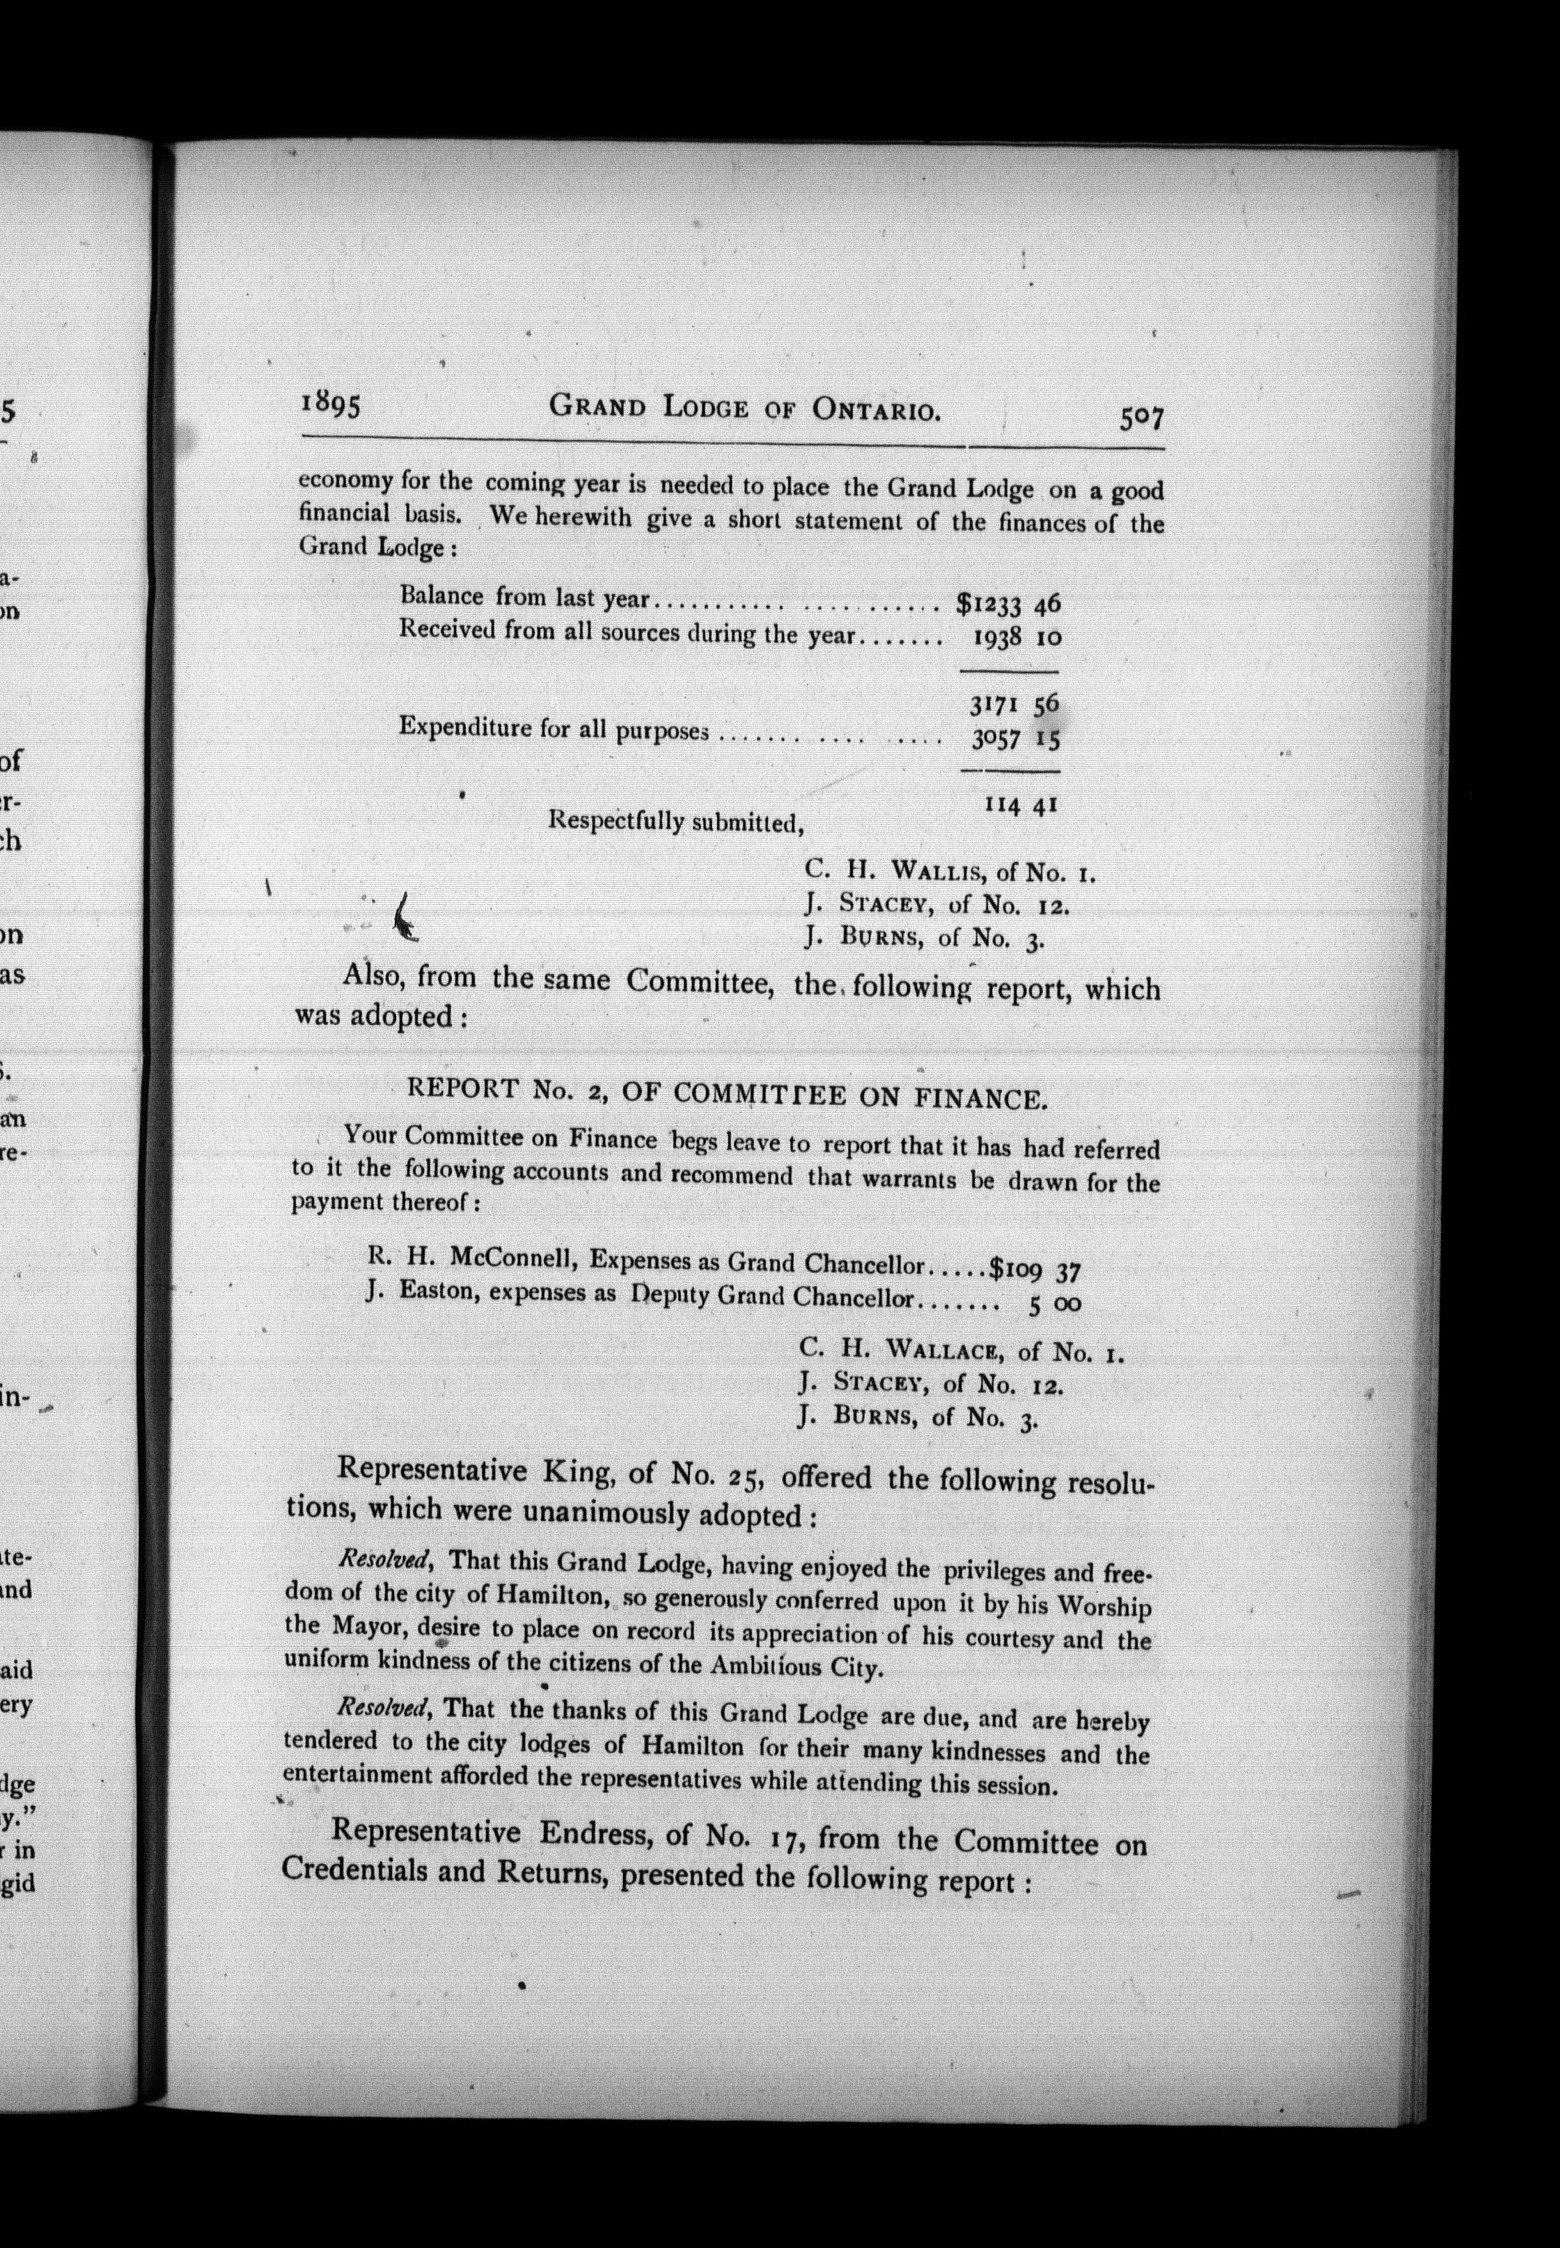 1895 GRAND LODGE OF ONTARIO. 507
economy for the coming year is needed to place the Grand Lodge on a good
financial basis. We herewith give a short statement of the finances of the
Grand Lodge:
Balance from last year........... ............ $1233 46
Received from all sources during the year....... 1938 10
3171 56
Expenditure for all purposes ....... .... .... 3057 15
114 41
Respectfully submitted,
C. H. WALLIS, of No. 1.
J. STACEY, of No. 12.
J. BURNS, of No. 3.
Also, from the same Committee, the following report, which
was adopted:
REPORT No. 2, OF COMMITTEE ON FINANCE.
Your Committee on Finance begs leave to report that it has had referred
to it the following accounts and recommend that warrants be drawn for the
payment thereof:
R. H. McConnell, Expenses as Grand Chancellor.....$109 37
J. Easton, expenses as Deputy Grand Chancellor....... 5 00
C. H. WALLACE, of No. 1.
J. STACEY, of No. 12.
J. BURNS, of No. 3.
Representative King, of No. 25, offered the following resolu-
tions, which were unanimously adopted:
Resolved, That this Grand Lodge, having enjoyed the privileges and free-
dom of the city of Hamilton, so generously conferred upon it by his Worship
the Mayor, desire to place on record its appreciation of his courtesy and the
uniform kindness of the citizens of the Ambitious City.
Resolved, That the thanks of this Grand Lodge are due, and are hereby
tendered to the city lodges of Hamilton for their many kindnesses and the
entertainment afforded the representatives while attending this session.
Representative Endress, of No. 17, from the Committee on
Credentials and Returns, presented the following report: